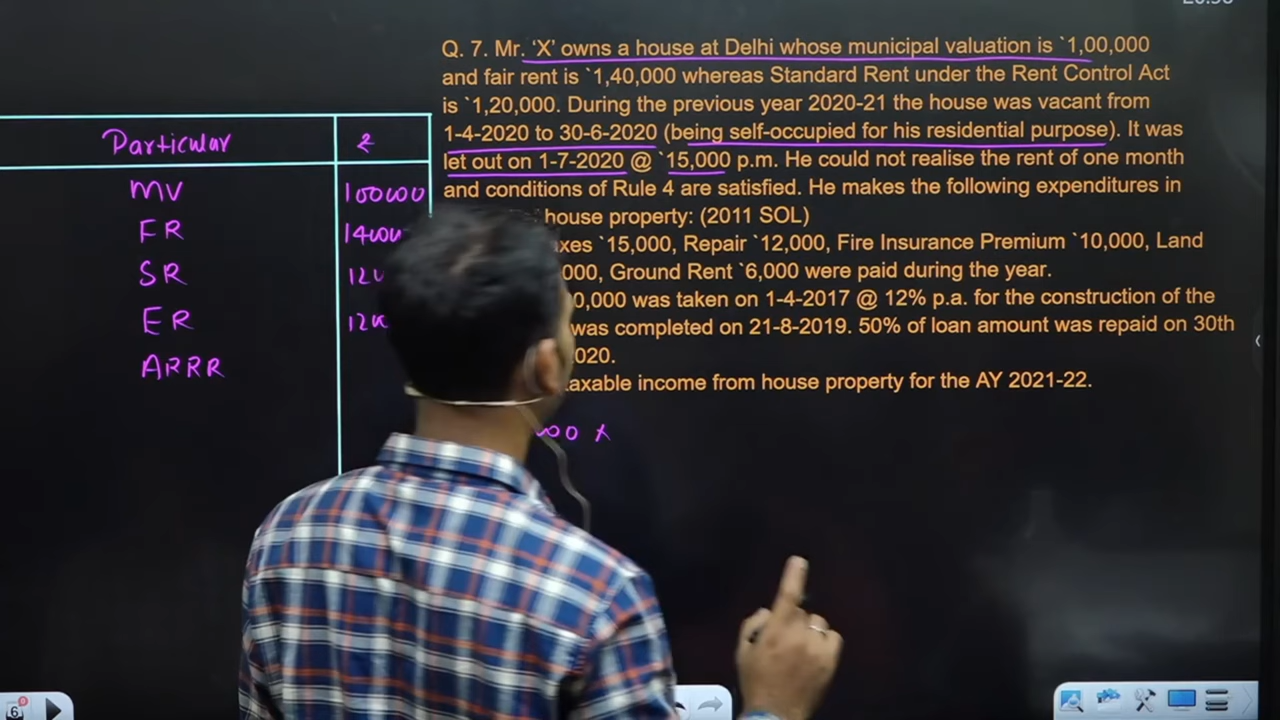 Q. 7. Mr. ‘X’ owns a house at Delhi whose municipal valuation is `1,00,000
and fair rent is `1,40,000 whereas Standard Rent under the Rent Control Act
is `1,20,000. During the previous year 2020-21 the house was vacant from
1-4-2020 to 30-6-2020 (being self-occupied for his residential purpose). It was
let out on 1-7-2020 @ `15,000 p.m. He could not realise the rent of one month
and conditions of Rule 4 are satisfied. He makes the following expenditures in
house property: (2011 SOL)
`15,000, Repair `12,000, Fire Insurance Premium `10,000, Land
Ground Rent `6,000 were paid during the year.
was taken on 1-4-2017 @ 12% p.a. for the construction of the
was completed on 21-8-2019. 50% of loan amount was repaid on 30th
taxable income from house property for the AY 2021-22.
Particular ₹
MV 100000
FR
SR
ER
ARRR
x